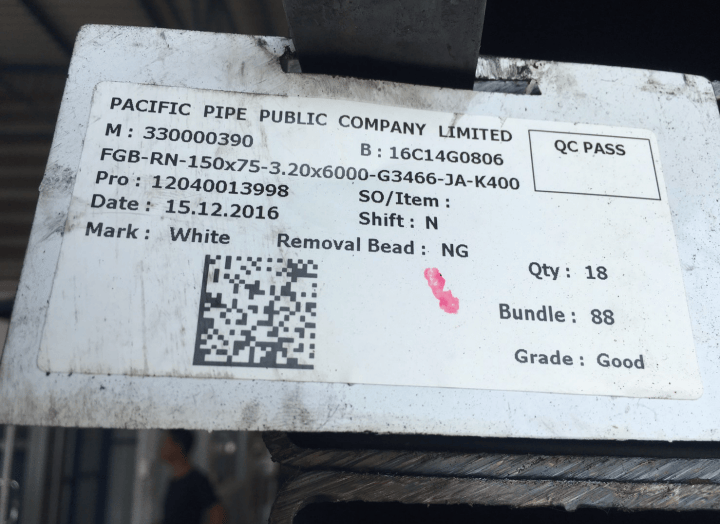 PACIFIC PIPE PUBLIC COMPANY LIMITED
M : 330000390 B : 16C14G0806
QC PASS
FGB-RN-150x75-3.20x6000-G3466-JA-K400
Pro : 12040013998 SO/Item :
Date : 15.12.2016 Shift : N
Mark : White Removal Bead : NG
Qty : 18
Bundle : 88
Grade : Good